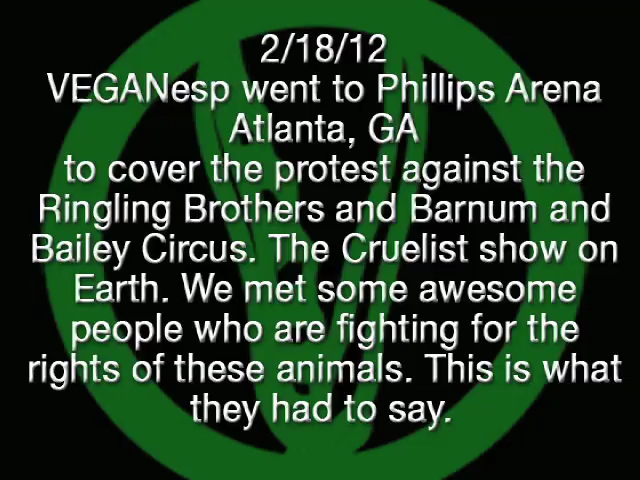 2/18/12
VEGANesp went to Phillips Arena
Atlanta, GA
to cover the protest against the
Ringling Brothers and Barnum and
Bailey Circus. The Cruelist show on
Earth. We met some awesome
people who are fighting for the
rights of these animals. This is what
they had to say.